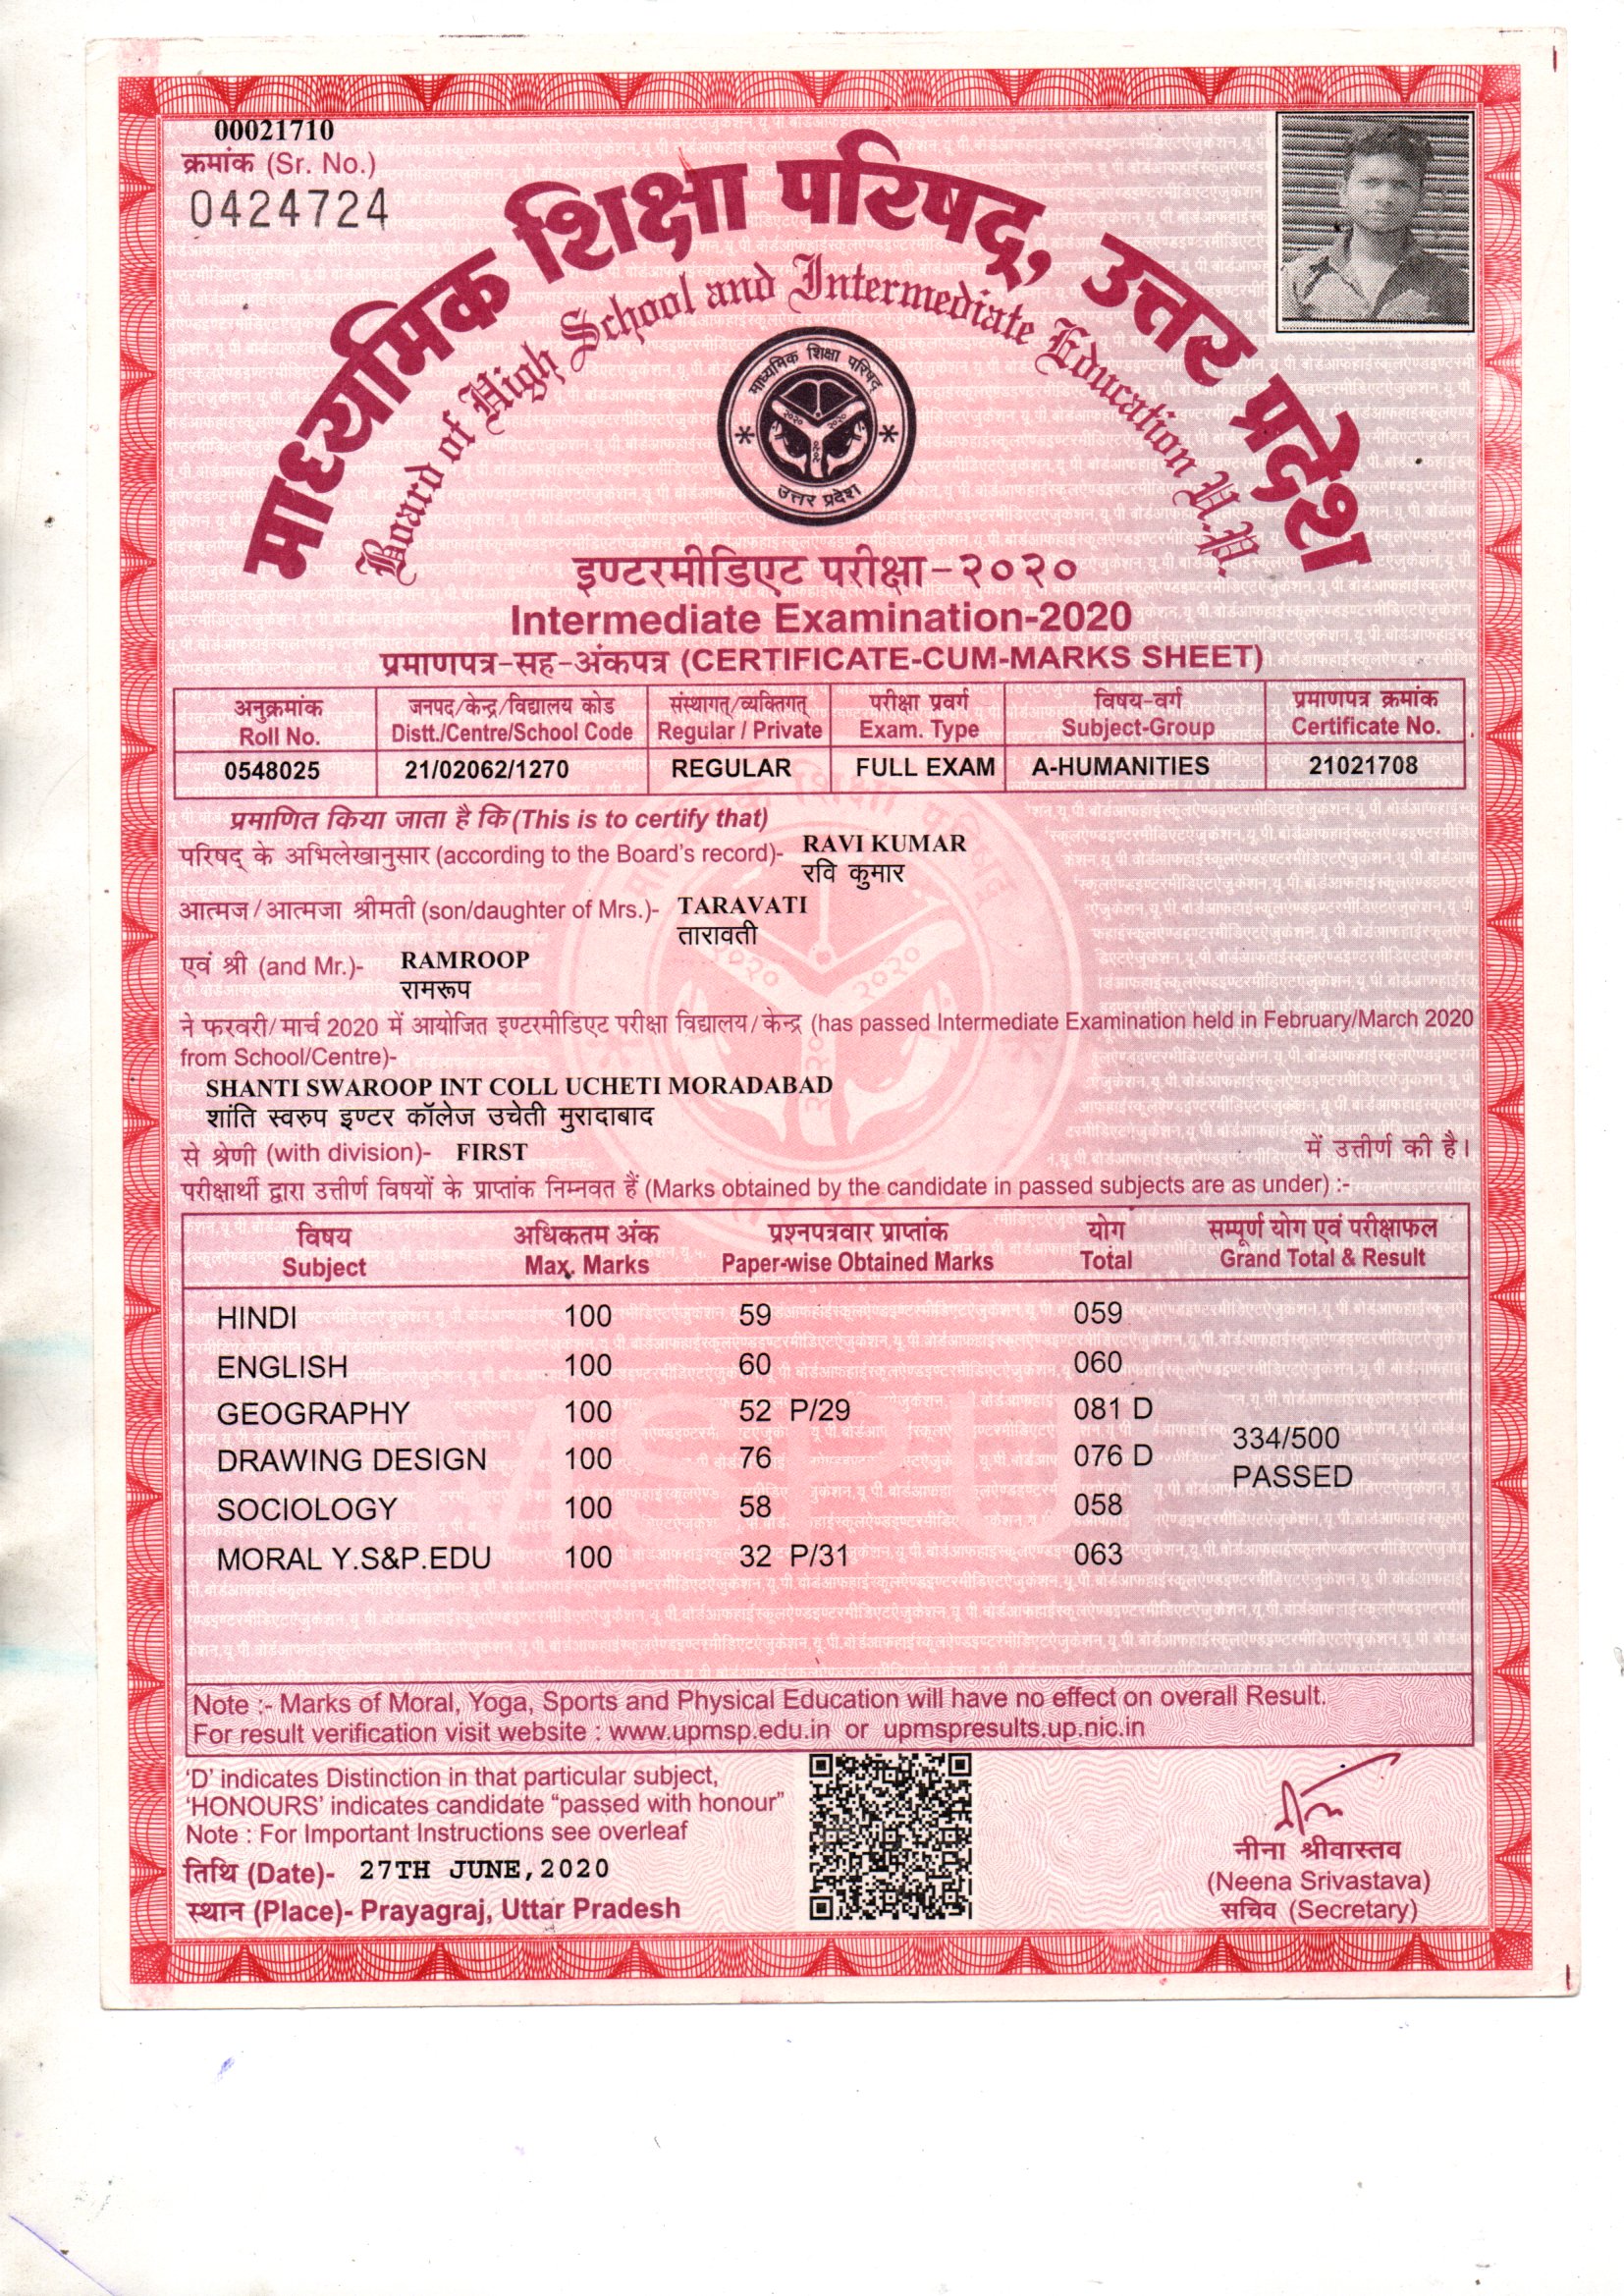 00021710
क्रमांक (Sr. No.)
0424724
माध्यमिक शिक्षा परिषद्, उत्तर प्रदेश
Board of High School and Intermediate Education U.P.
माध्यमिक शिक्षा परिषद्
उत्तर प्रदेश
इण्टरमीडिएट परीक्षा-२०२०
Intermediate Examination-2020
प्रमाणपत्र-सह-अंकपत्र (CERTIFICATE-CUM-MARKS SHEET)
अनुक्रमांक जनपद/केन्द्र/विद्यालय कोड संस्थागत्/व्यक्तिगत् परीक्षा प्रवर्ग विषय-वर्ग प्रमाणपत्र क्रमांक
Roll No. Distt./Centre/School Code Regular / Private Exam. Type Subject-Group Certificate No.
0548025 21/02062/1270 REGULAR FULL EXAM A-HUMANITIES 21021708
प्रमाणित किया जाता है कि (This is to certify that)
परिषद् के अभिलेखानुसार (according to the Board's record)- RAVI KUMAR
रवि कुमार
आत्मज/आत्मजा श्रीमती (son/daughter of Mrs.)- TARAVATI
तारावती
एवं श्री (and Mr.)- RAMROOP
रामरूप
ने फरवरी/मार्च 2020 में आयोजित इण्टरमीडिएट परीक्षा विद्यालय/केन्द्र (has passed Intermediate Examination held in February/March 2020
from School/Centre)-
SHANTI SWAROOP INT COLL UCHETI MORADABAD
शांति स्वरुप इण्टर कॉलेज उचेती मुरादाबाद
से श्रेणी (with division)- FIRST में उत्तीर्ण की है।
परीक्षार्थी द्वारा उत्तीर्ण विषयों के प्राप्तांक निम्नवत हैं (Marks obtained by the candidate in passed subjects are as under) :-
विषय अधिकतम अंक प्रश्नपत्रवार प्राप्तांक योग सम्पूर्ण योग एवं परीक्षाफल
Subject Max. Marks Paper-wise Obtained Marks Total Grand Total & Result
HINDI 100 59 059
ENGLISH 100 60 060
GEOGRAPHY 100 52 P/29 081 D
334/500
DRAWING DESIGN 100 76 076 D
PASSED
SOCIOLOGY 100 58 058
MORAL Y.S&P.EDU 100 32 P/31 063
Note :- Marks of Moral, Yoga, Sports and Physical Education will have no effect on overall Result.
For result verification visit website : www.upmsp.edu.in or upmspresults.up.nic.in
'D' indicates Distinction in that particular subject,
'HONOURS' indicates candidate "passed with honour"
Note : For Important Instructions see overleaf
तिथि (Date)- 27TH JUNE,2020
स्थान (Place)- Prayagraj, Uttar Pradesh
नीना श्रीवास्तव
(Neena Srivastava)
सचिव (Secretary)